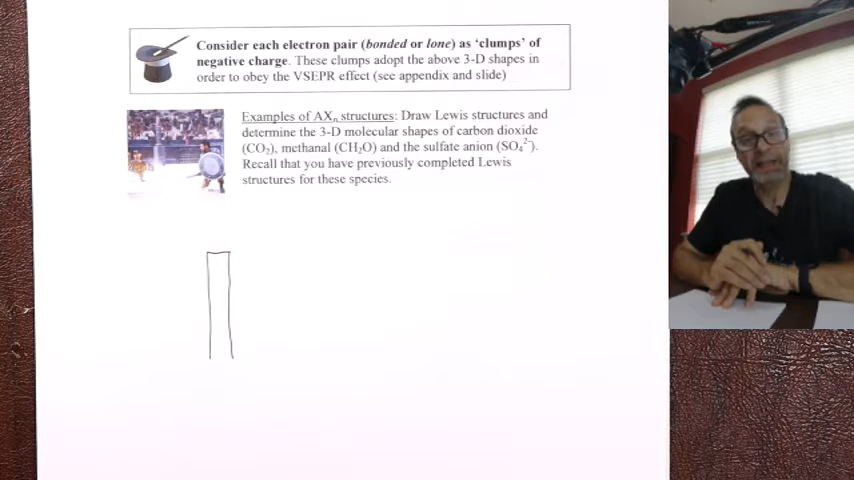 Consider each electron pair (bonded or lone) as ‘clumps’ of
negative charge. These clumps adopt the above 3-D shapes in
order to obey the VSEPR effect (see appendix and slide)
Examples of AXₙ structures: Draw Lewis structures and
determine the 3-D molecular shapes of carbon dioxide
(CO₂), methanal (CH₂O) and the sulfate anion (SO₄²⁻).
Recall that you have previously completed Lewis
structures for these species.